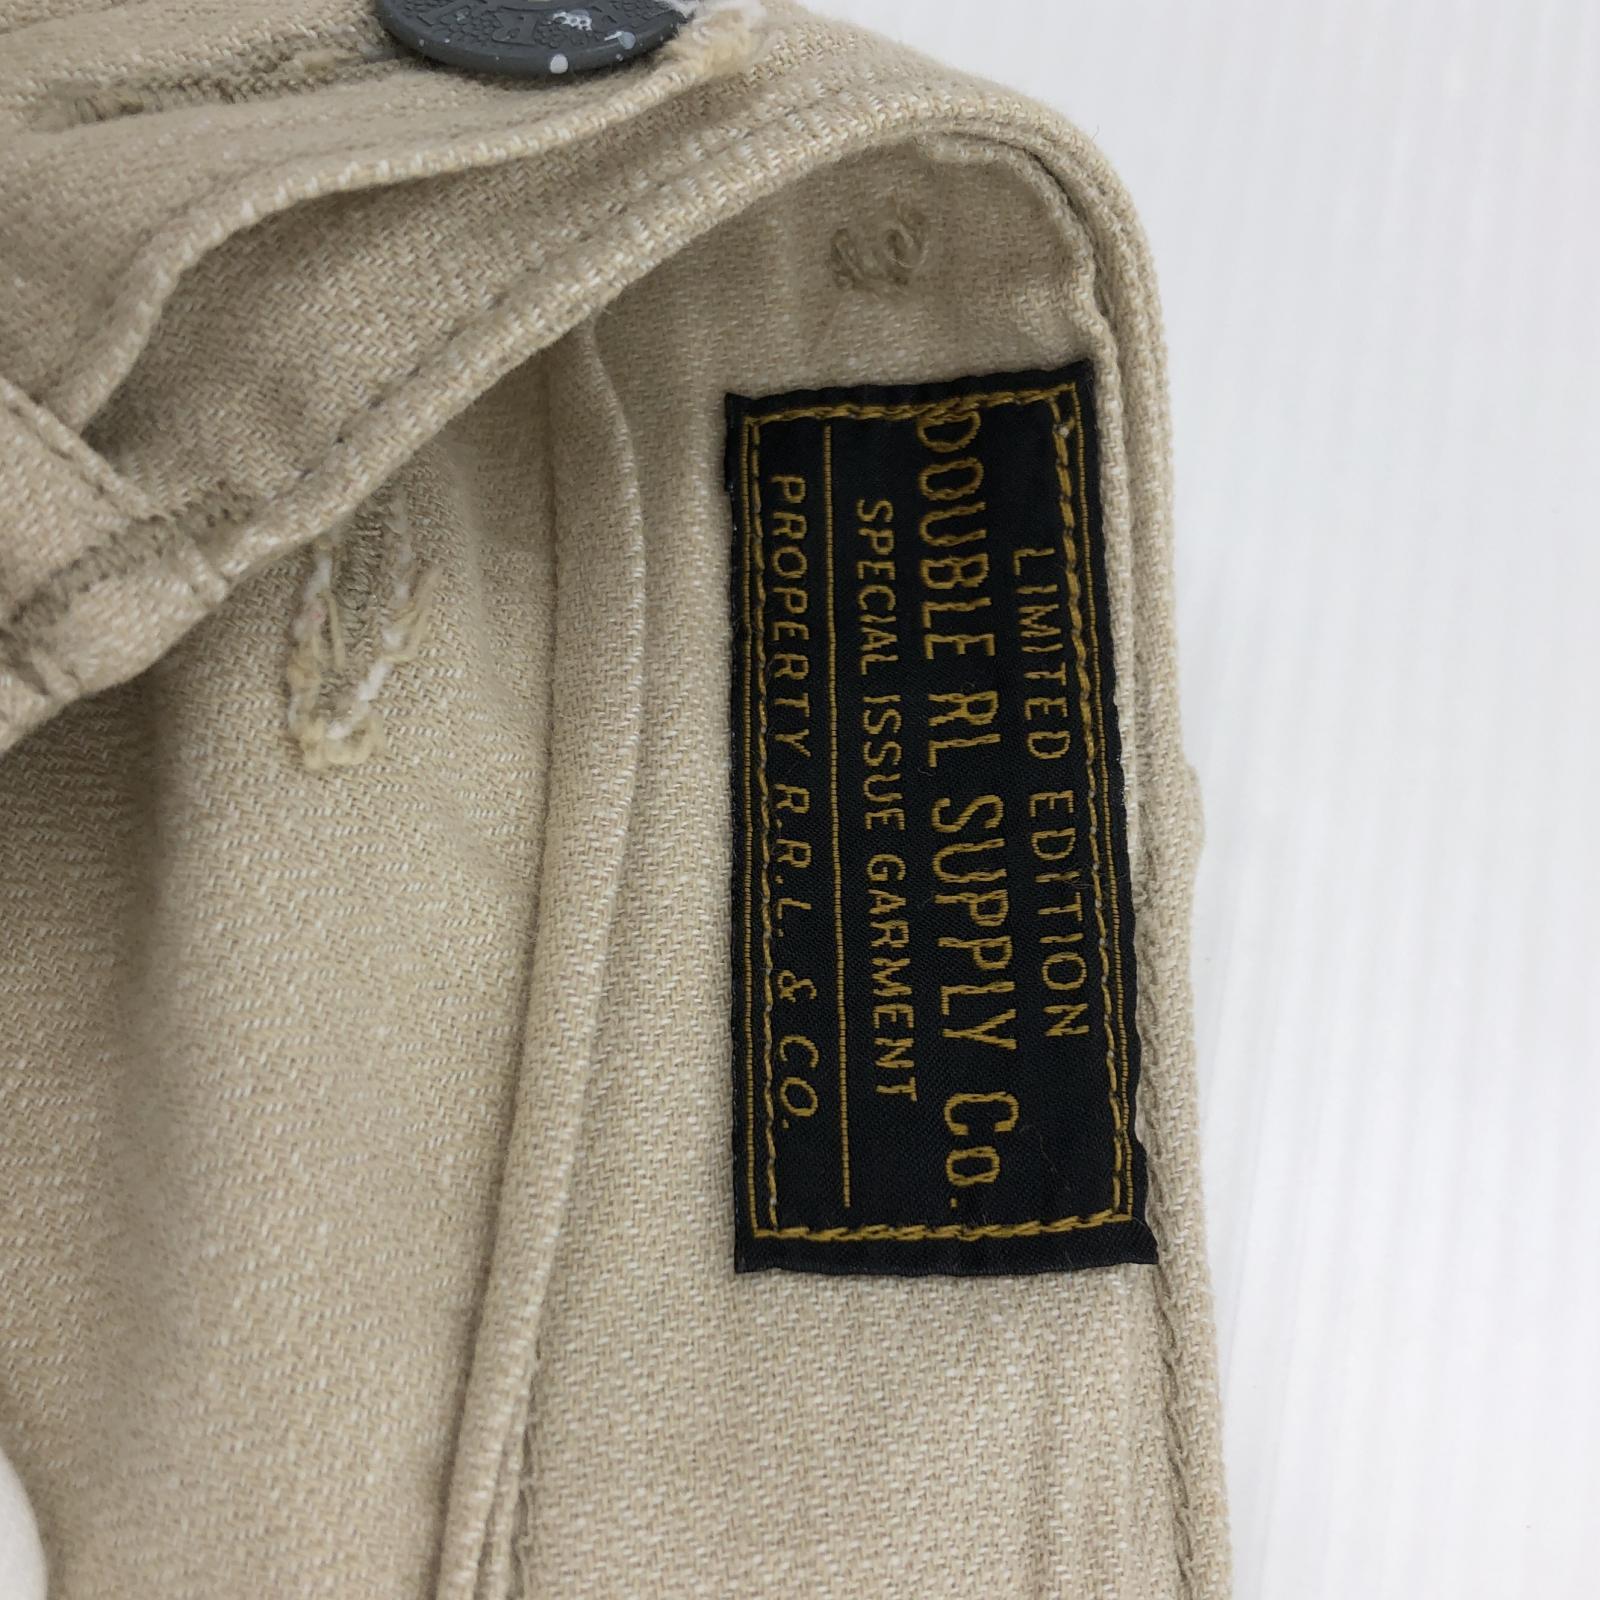 LIMITED EDITION
DOUBLE RL SUPPLY Co.
SPECIAL ISSUE GARMENT
PROPERTY R.R.L. & CO.